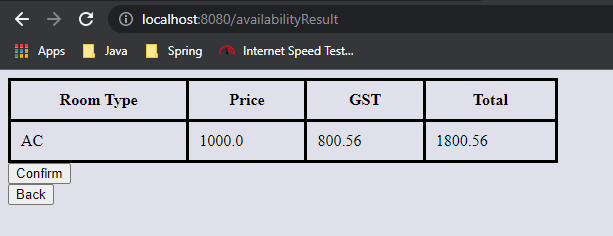 localhost:8080/availabilityResult
Apps Java Spring Internet Speed Test...
Room Type Price GST Total
AC 1000.0 800.56 1800.56
Confirm
Back